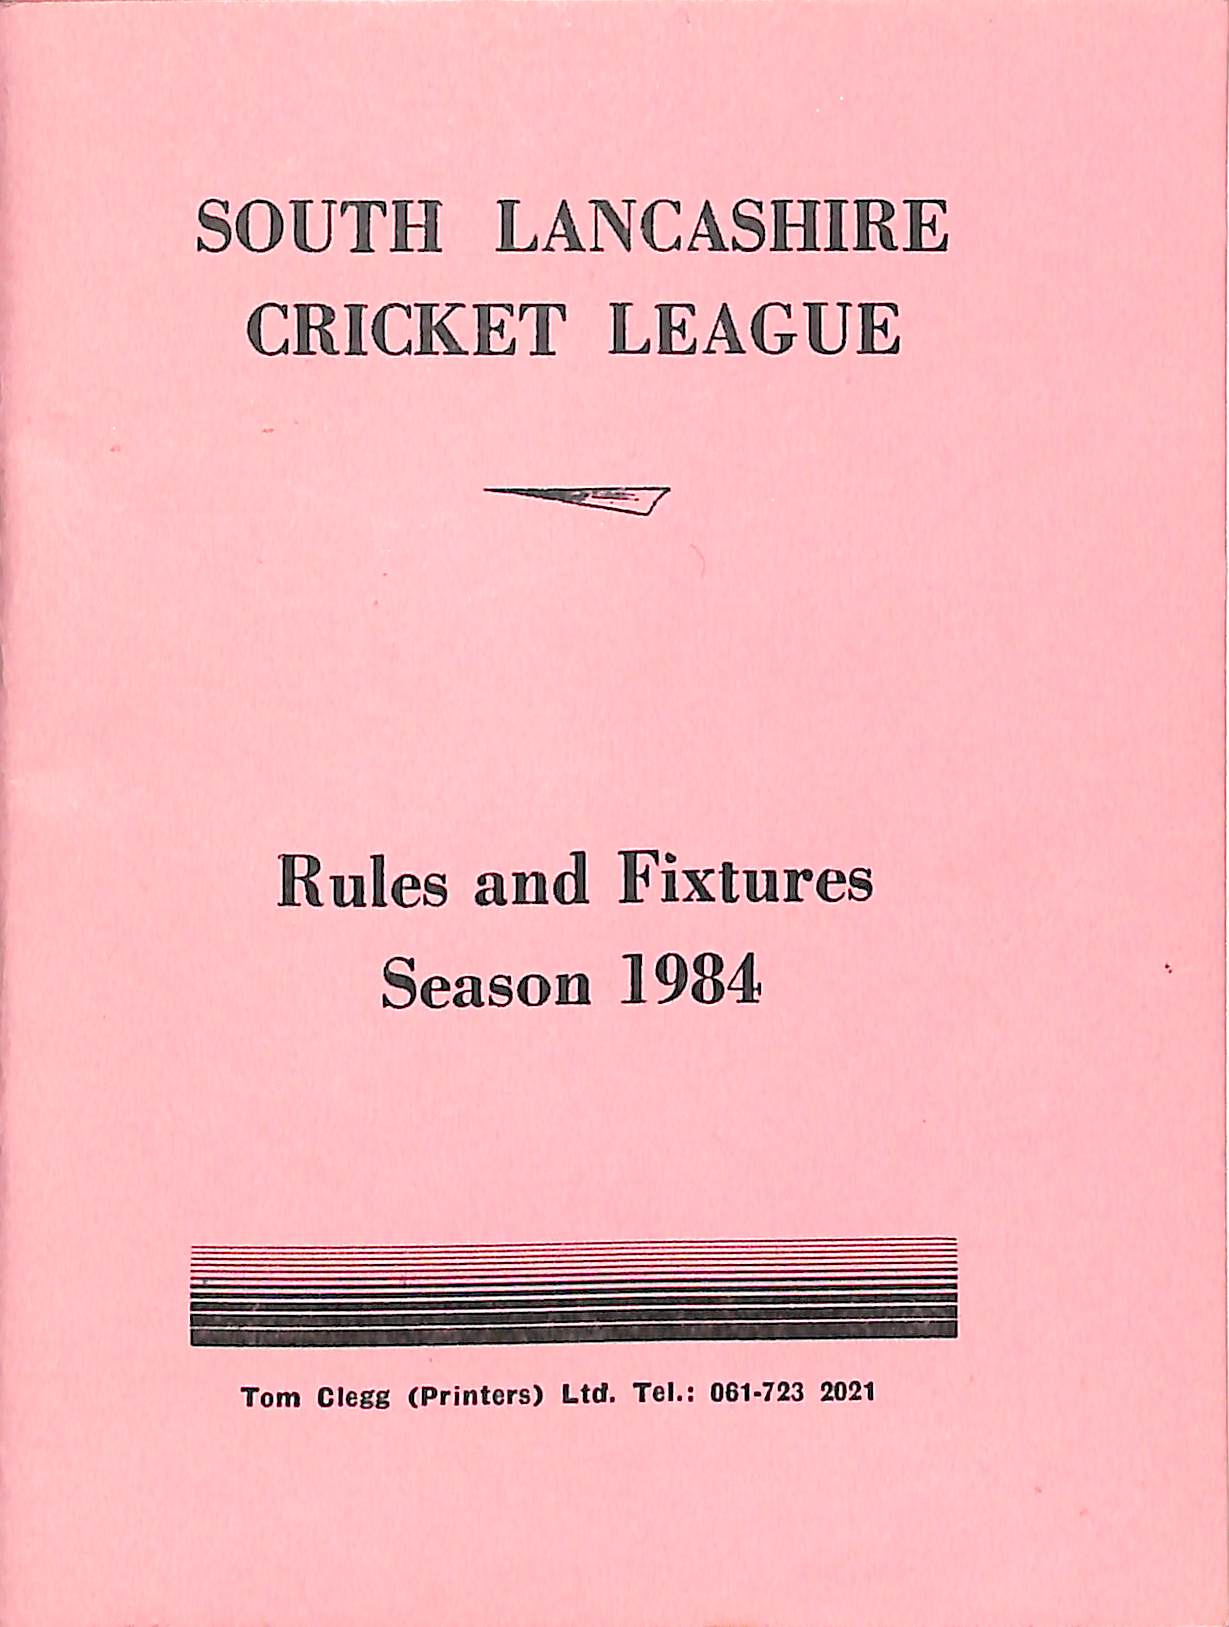 SOUTH LANCASHIRE
CRICKET LEAGUE
Rules and Fixtures
Season 1984
Tom Clegg (Printers) Ltd. Tel.: 061-723 2021